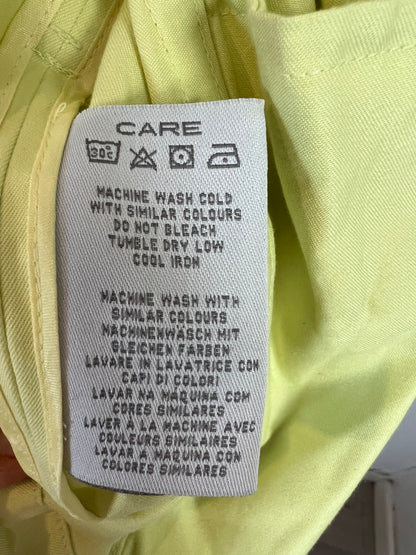 CARE
30°C
MACHINE WASH COLD
WITH SIMILAR COLOURS
DO NOT BLEACH
TUMBLE DRY LOW
COOL IRON
MACHINE WASH WITH
SIMILAR COLOURS
MACHINENWÄSCH MIT
GLEICHEN FARBEN
LAVARE IN LAVATRICE CON
CAPI DI COLORI
LAVAR NA MAQUINA COM
CORES SIMILARES
LAVER A LA MACHINE AVEC
COULEURS SIMILAIRES
LAVAR A MAQUINA CON
COLORES SIMILARES